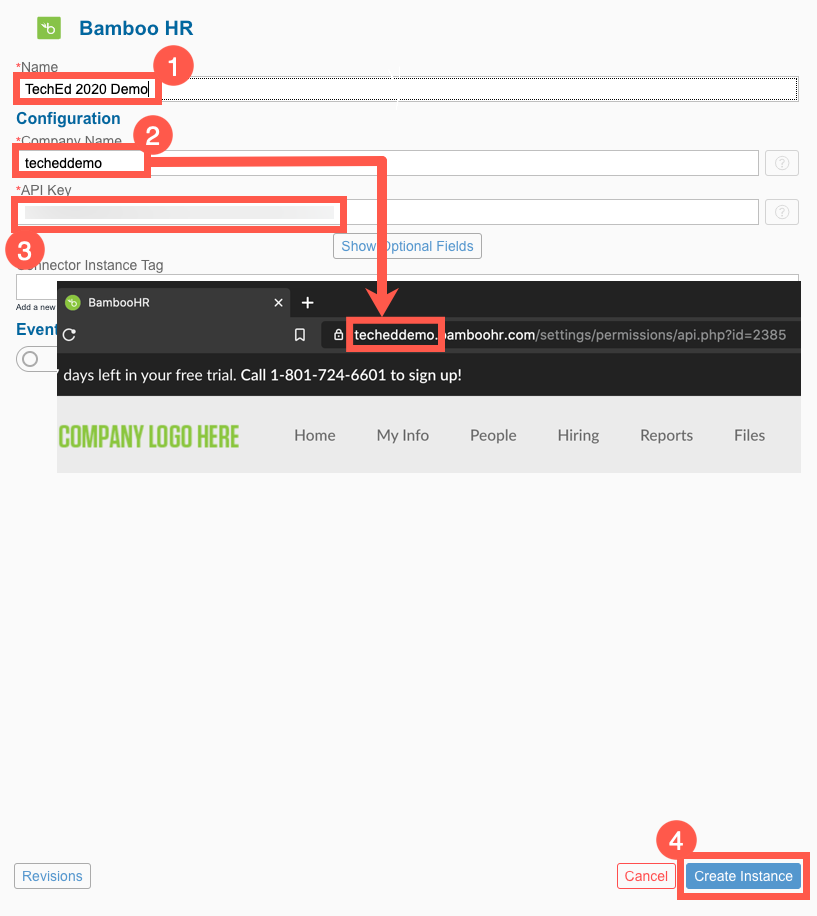 Bamboo HR
1
*Name
TechEd 2020 Demo
Configuration
2
*Company Name
techeddemo
*API Key
3
Show Optional Fields
Connector Instance Tag
Add a new
BambooHR
Event
techeddemo.bamboohr.com/settings/permissions/api.php?id=2385
days left in your free trial. Call 1-801-724-6601 to sign up!
COMPANY LOGO HERE Home My Info People Hiring Reports Files
4
Revisions Cancel Create Instance